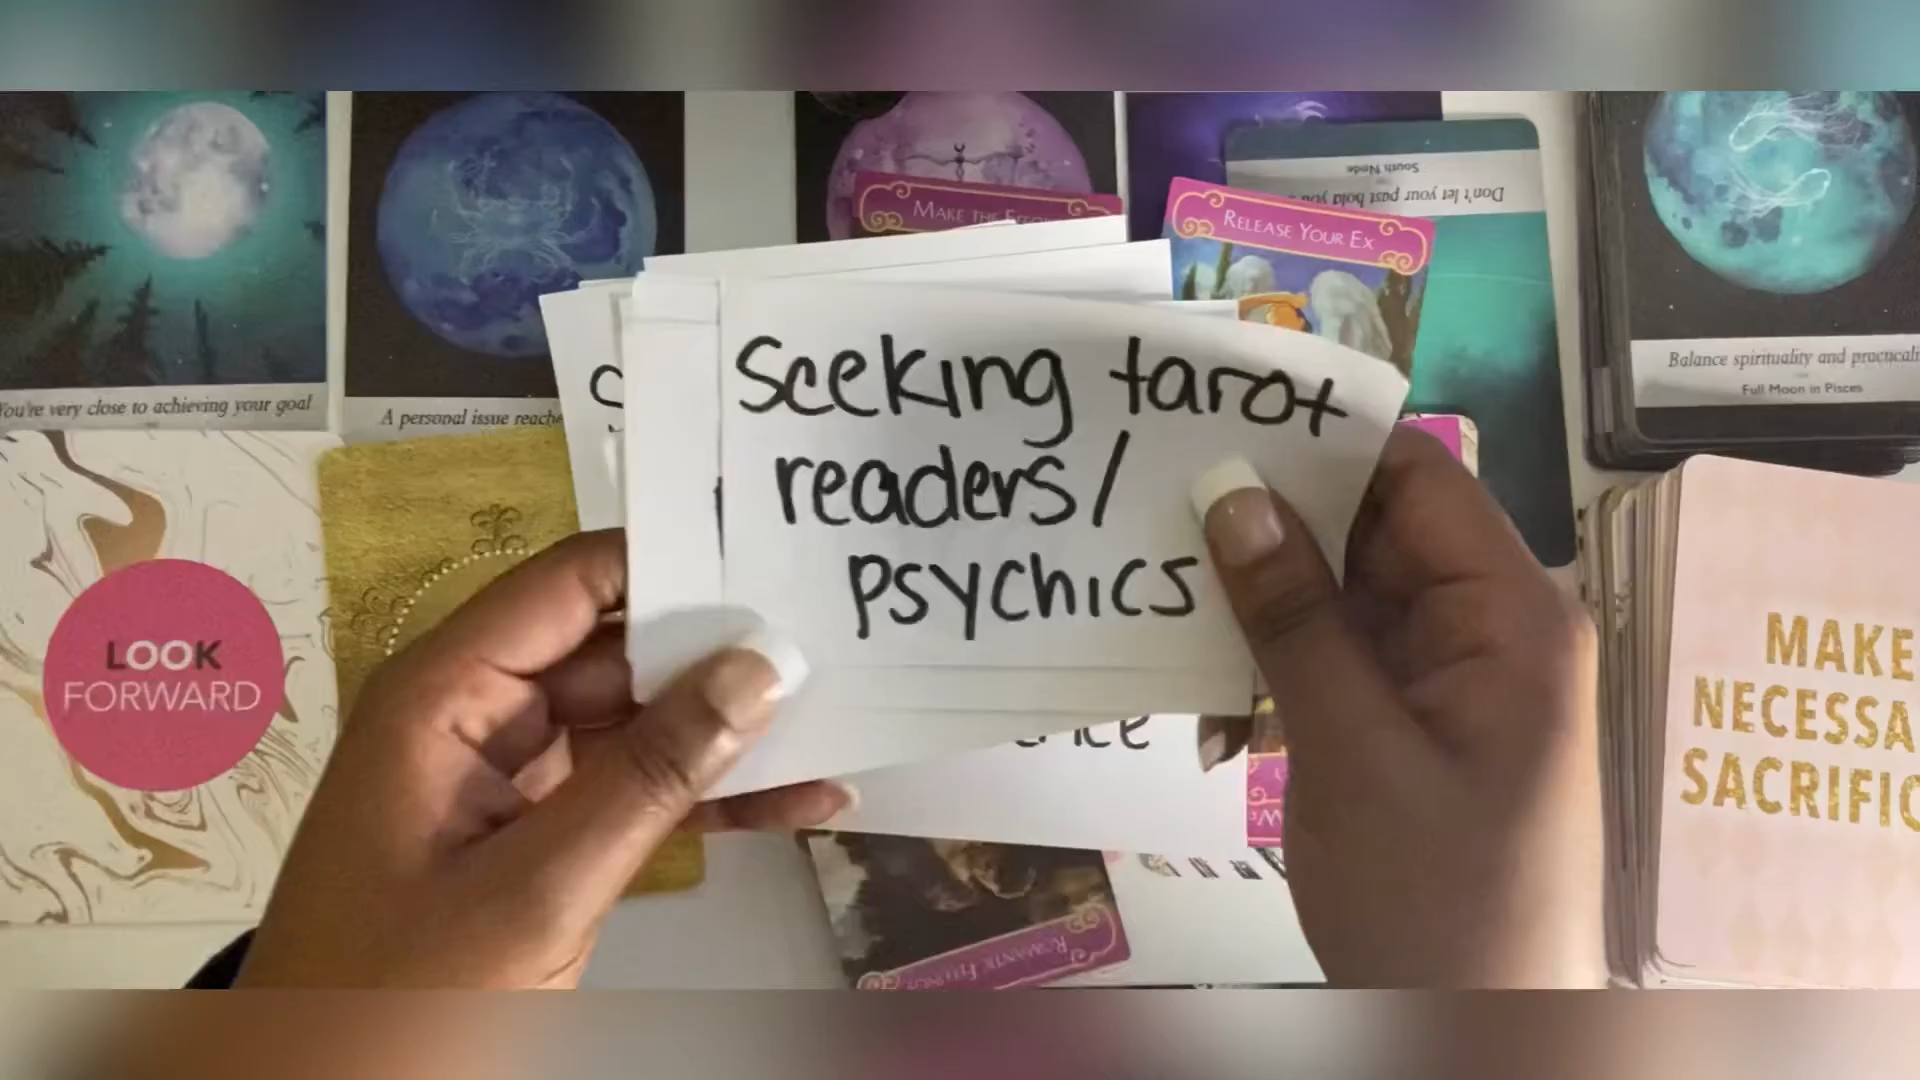 MAKE THE EFFOR
RELEASE YOUR EX
South Node
Don't let your past hold you
You're very close to achieving your goal
A personal issue reache
Balance spirituality and practicali
Full Moon in Pisces
Seeking tarot
readers/
psychics
LOOK
FORWARD
MAKE
NECESSA
SACRIFIC
ROMANTIC FEELINGS